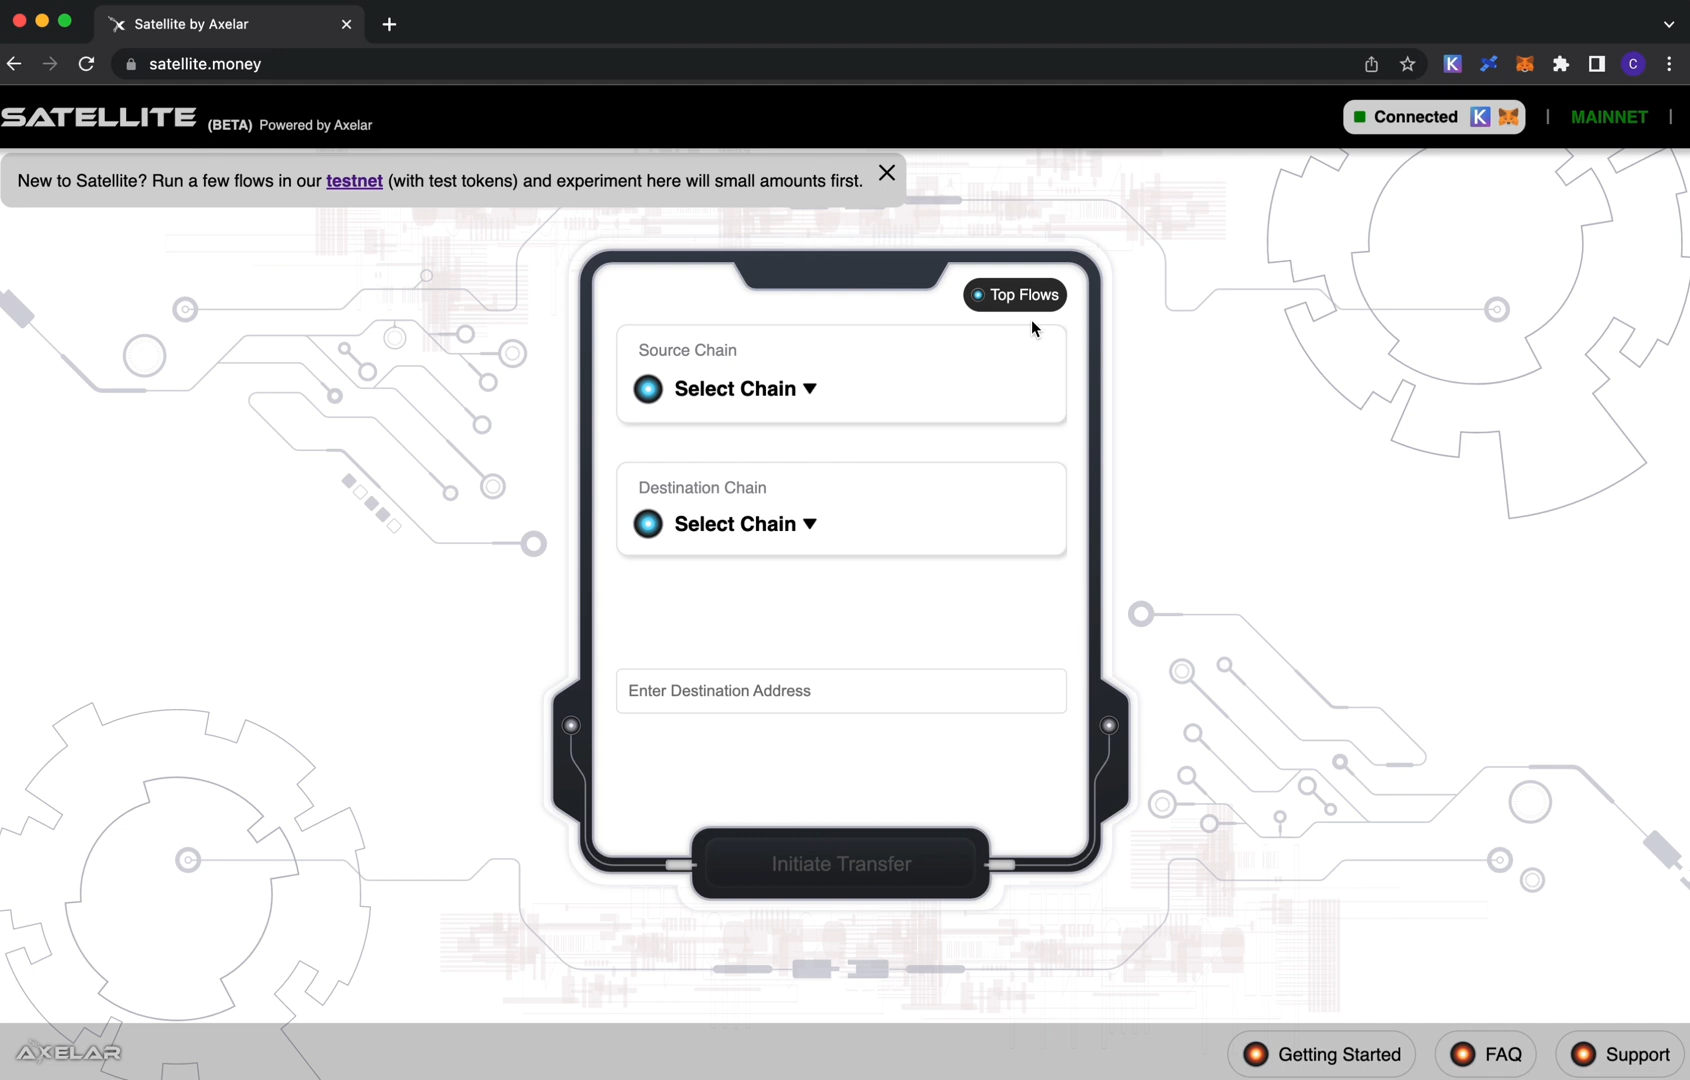 Satellite by Axelar
satellite.money
C
SATELLITE (BETA) Powered by Axelar
Connected K
MAINNET
New to Satellite? Run a few flows in our testnet (with test tokens) and experiment here will small amounts first.
Top Flows
Source Chain
Select Chain
Destination Chain
Select Chain
Enter Destination Address
Initiate Transfer
AXELAR
Getting Started
FAQ
Support